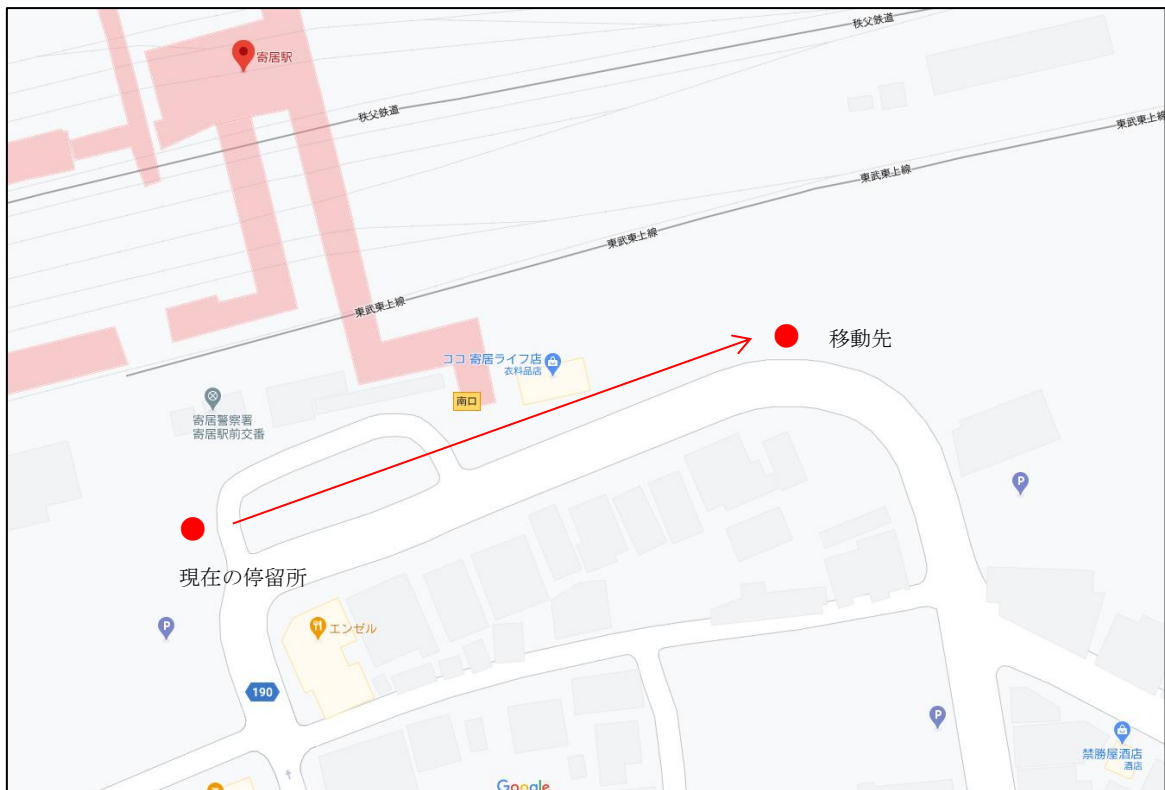 秩父鉄道
寄居駅
秩父鉄道
東武東上線
東武東上線
東武東上線
東武東上線
移動先
ココ 寄居ライフ店
衣料品店
南口
寄居警察署
寄居駅前交番
P
現在の停留所
P
エンゼル
190
P
禁勝屋酒店
酒店
Google